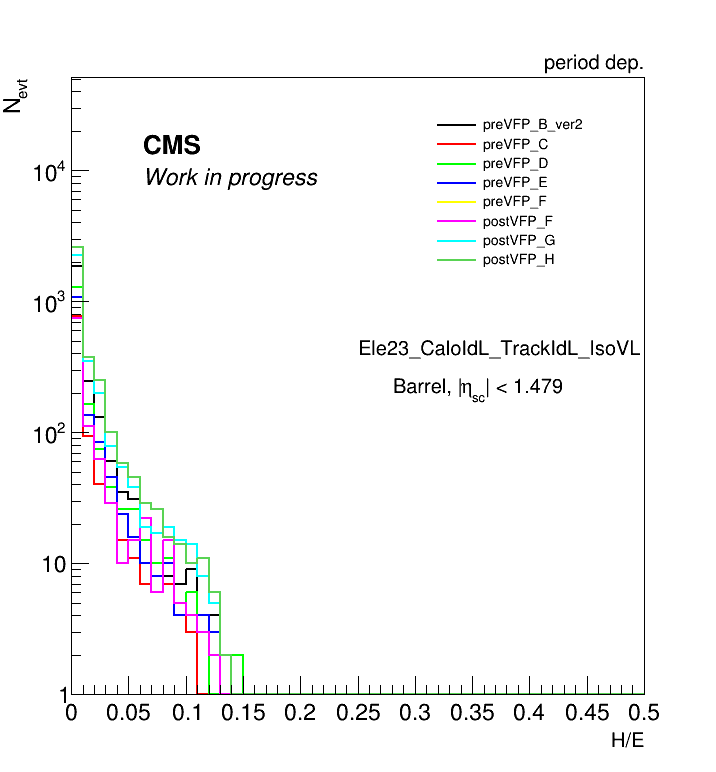 period dep.
N_evt
CMS
Work in progress
preVFP_B_ver2
preVFP_C
preVFP_D
preVFP_E
preVFP_F
postVFP_F
postVFP_G
postVFP_H
Ele23_CaloIdL_TrackIdL_IsoVL
Barrel, |η_sc| < 1.479
10^4
10^3
10^2
10
1
0 0.05 0.1 0.15 0.2 0.25 0.3 0.35 0.4 0.45 0.5
H/E